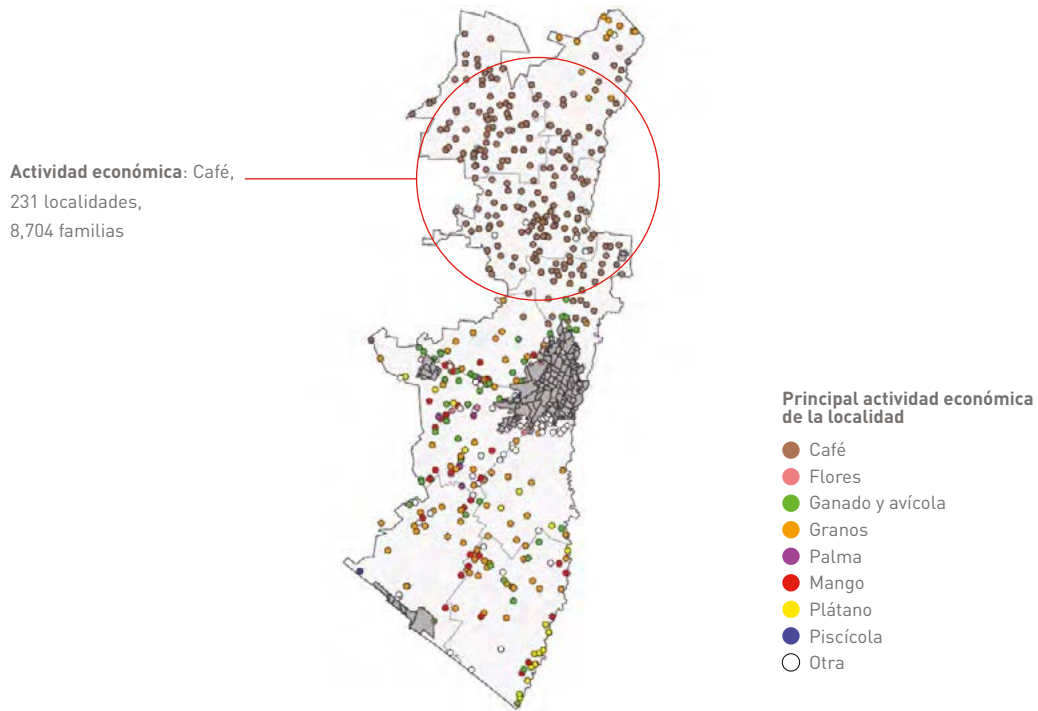 Actividad económica: Café,
231 localidades,
8,704 familias
Principal actividad económica
de la localidad
Café
Flores
Ganado y avícola
Granos
Palma
Mango
Plátano
Piscícola
Otra